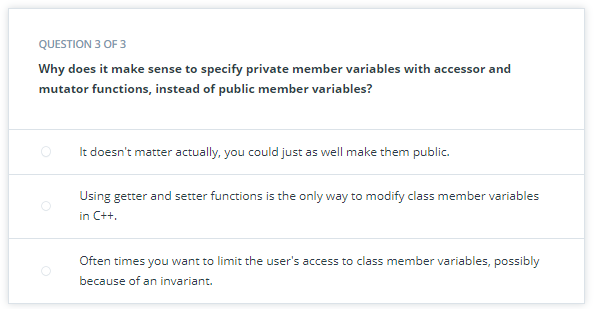 QUESTION 3 OF 3
Why does it make sense to specify private member variables with accessor and
mutator functions, instead of public member variables?
It doesn't matter actually, you could just as well make them public.
Using getter and setter functions is the only way to modify class member variables
in C++.
Often times you want to limit the user's access to class member variables, possibly
because of an invariant.